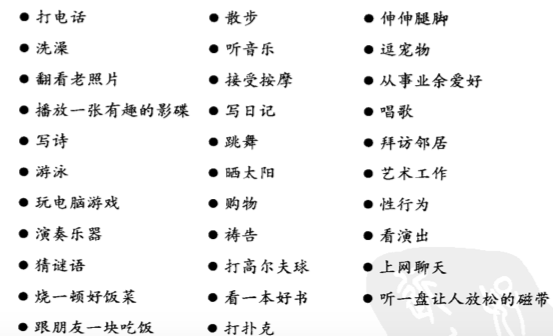 ● 打电话 ● 散步 ● 伸伸腿脚
● 洗澡 ● 听音乐 ● 逗宠物
● 翻看老照片 ● 接受按摩 ● 从事业余爱好
● 播放一张有趣的影碟 ● 写日记 ● 唱歌
● 写诗 ● 跳舞 ● 拜访邻居
● 游泳 ● 晒太阳 ● 艺术工作
● 玩电脑游戏 ● 购物 ● 性行为
● 演奏乐器 ● 祷告 ● 看演出
● 猜谜语 ● 打高尔夫球 ● 上网聊天
● 烧一顿好饭菜 ● 看一本好书 ● 听一盘让人放松的磁带
● 跟朋友一块吃饭 ● 打扑克